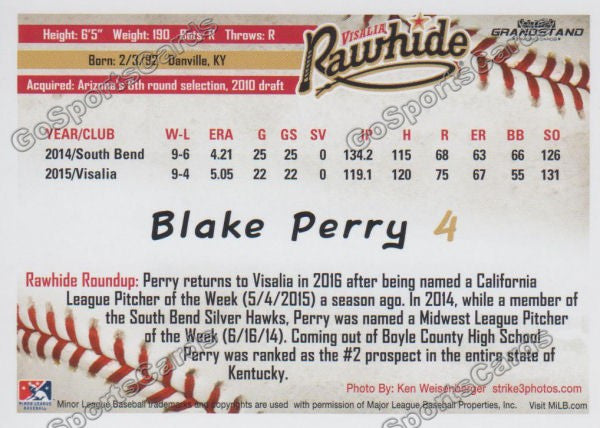 Height: 6'5" Weight: 190 Bats: R Throws: R
Born: 2/3/92 Danville, KY
Acquired: Arizona's 6th round selection, 2010 draft
VISALIA
Rawhide
GRANDSTAND
GoSportsCards
YEAR/CLUB W-L ERA G GS SV IP H R ER BB SO
2014/South Bend 9-6 4.21 25 25 0 134.2 115 68 63 66 126
2015/Visalia 9-4 5.05 22 22 0 119.1 120 75 67 55 131
Blake Perry 4
Rawhide Roundup: Perry returns to Visalia in 2016 after being named a California
League Pitcher of the Week (5/4/2015) a season ago. In 2014, while a member of
the South Bend Silver Hawks, Perry was named a Midwest League Pitcher
of the Week (6/16/14). Coming out of Boyle County High School
Perry was ranked as the #2 prospect in the entire state of
Kentucky.
Photo By: Ken Weisenberger strike3photos.com
MINOR LEAGUE
BASEBALL
Minor League Baseball trademarks and copyrights are used with permission of Major League Baseball Properties, Inc. Visit MiLB.com